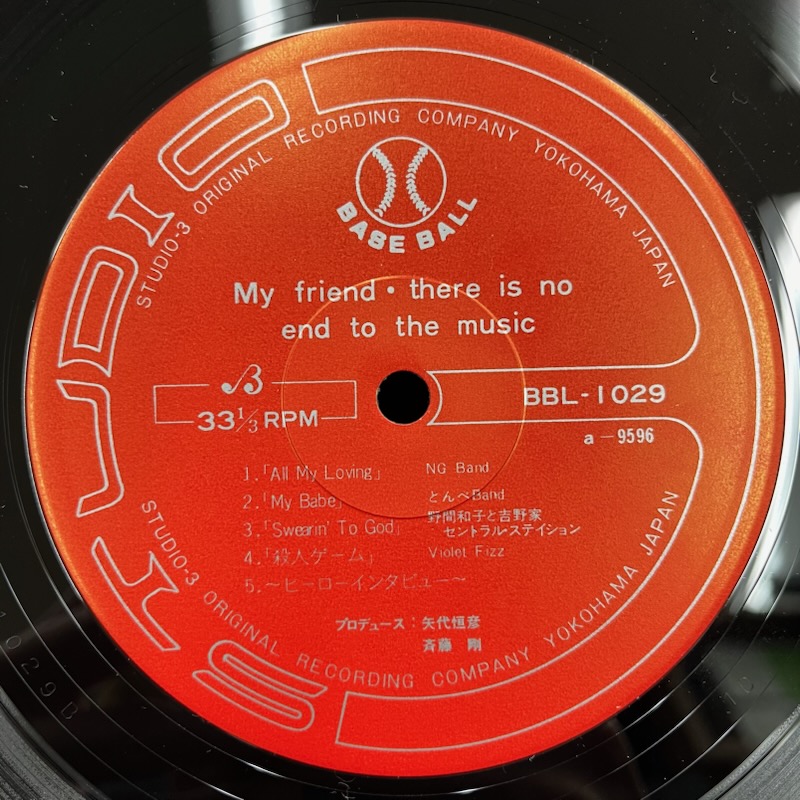 STUDIO
STUDIO-3 ORIGINAL RECORDING COMPANY YOKOHAMA JAPAN
BASE BALL
My friend・there is no
end to the music
B
33⅓ RPM
BBL-1029
a-9596
1.「All My Loving」 NG Band
2.「My Babe」 とんぺBand
3.「Swearin' To God」 野間和子と吉野家
セントラル・ステイション
4.「殺人ゲーム」 Violet Fizz
5.〜ヒーローインタビュー〜
プロデュース：矢代恒彦
斉藤 剛
STUDIO-3 ORIGINAL RECORDING COMPANY YOKOHAMA JAPAN
1029B